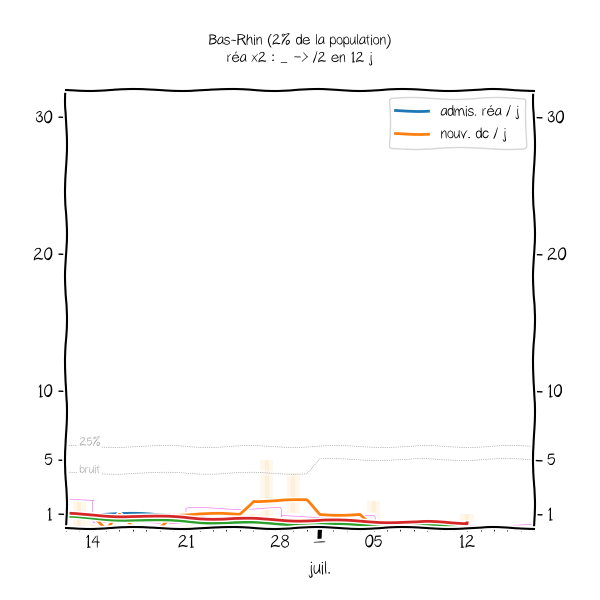 Bas-Rhin (2% de la population)
réa x2 : _ -> /2 en 12 j
admis. réa / j
nouv. dc / j
30 30
20 20
10 10
25%
5 5
bruit
1 1
14 21 28 05 12
juil.